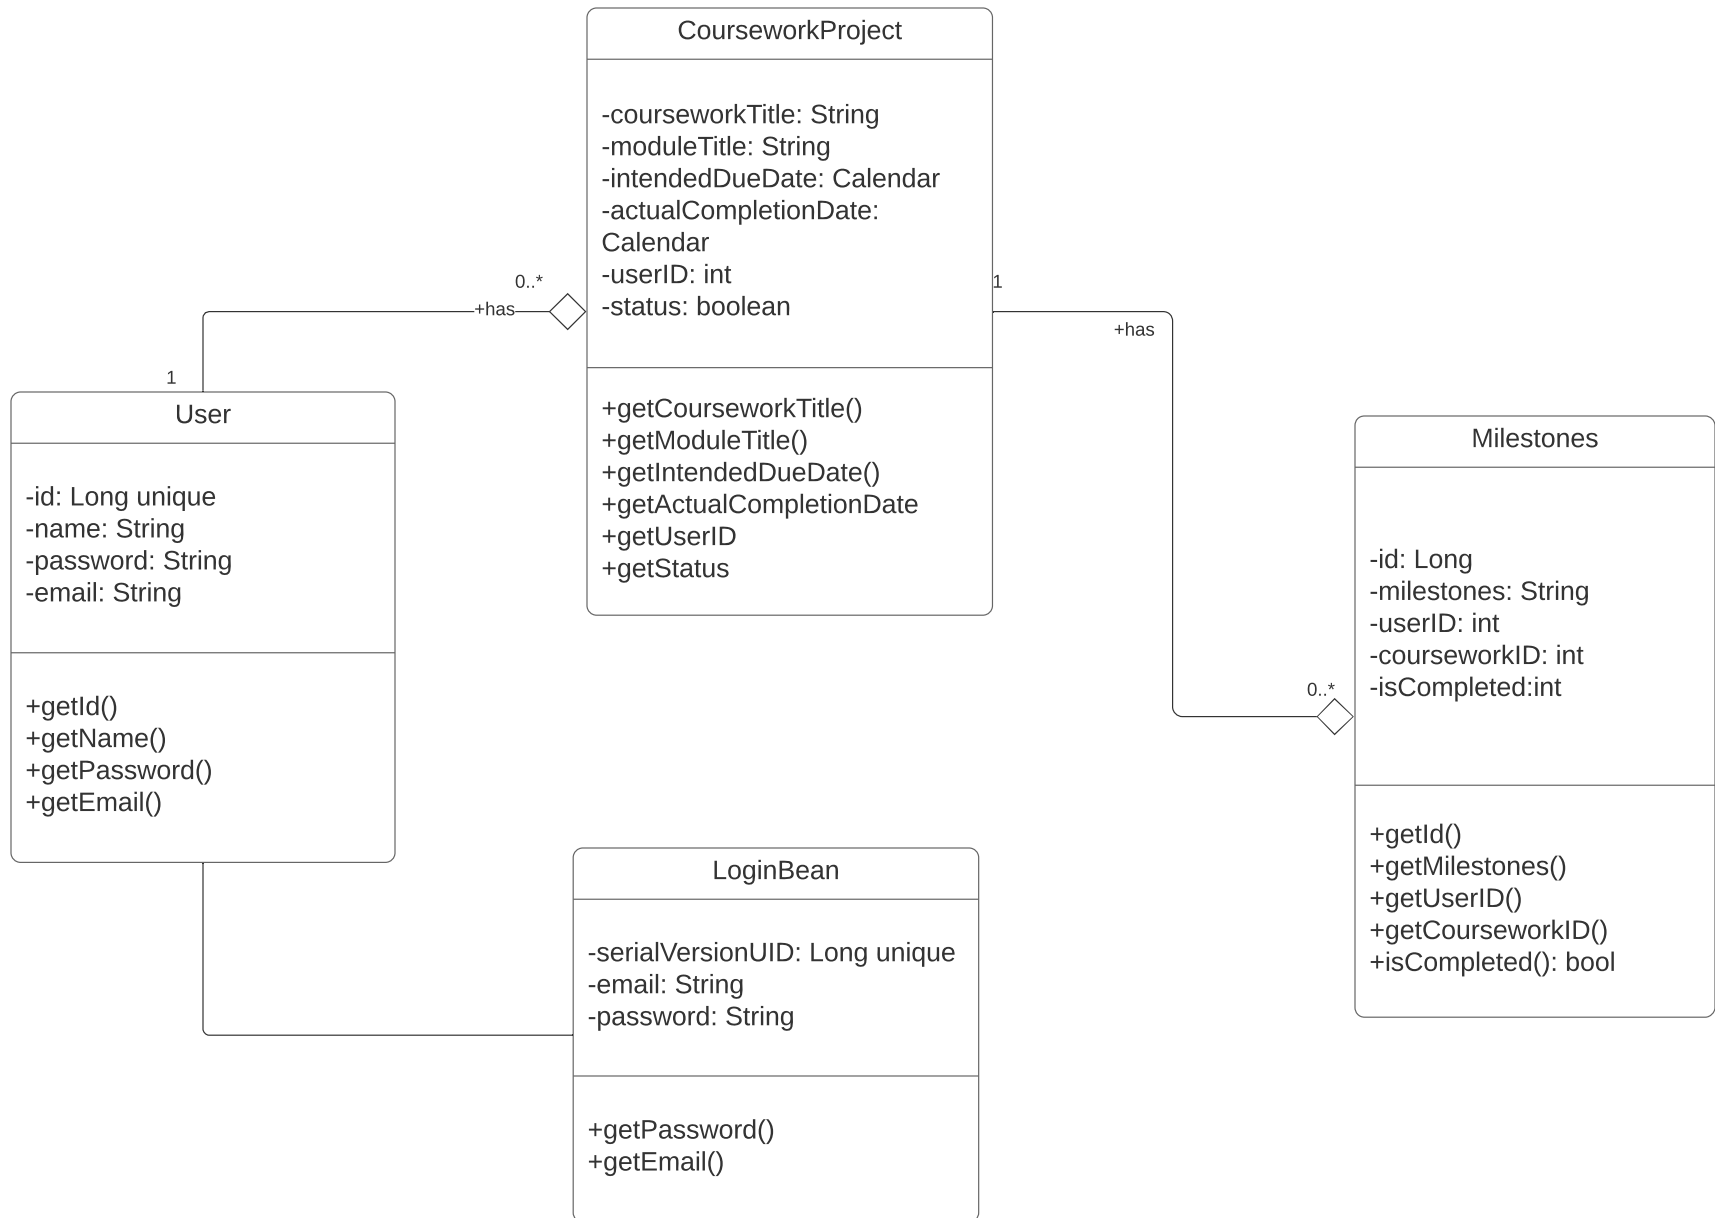 CourseworkProject
-courseworkTitle: String
-moduleTitle: String
-intendedDueDate: Calendar
-actualCompletionDate:
Calendar
-userID: int
-status: boolean
+getCourseworkTitle()
+getModuleTitle()
+getIntendedDueDate()
+getActualCompletionDate
+getUserID
+getStatus
0..*
+has
1
1
+has
0..*
User
-id: Long unique
-name: String
-password: String
-email: String
+getId()
+getName()
+getPassword()
+getEmail()
Milestones
-id: Long
-milestones: String
-userID: int
-courseworkID: int
-isCompleted:int
+getId()
+getMilestones()
+getUserID()
+getCourseworkID()
+isCompleted(): bool
LoginBean
-serialVersionUID: Long unique
-email: String
-password: String
+getPassword()
+getEmail()